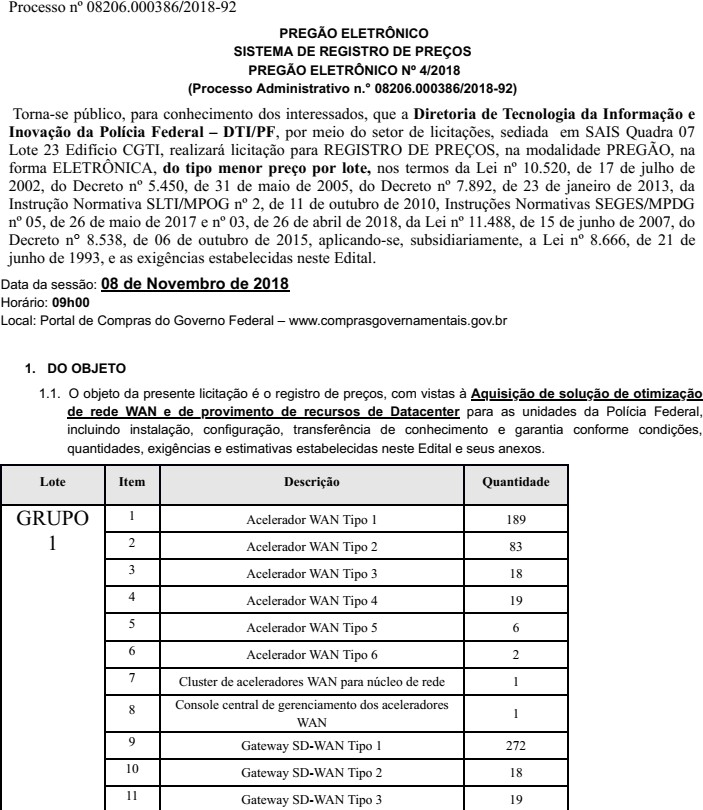 Processo nº 08206.000386/2018-92
PREGÃO ELETRÔNICO
SISTEMA DE REGISTRO DE PREÇOS
PREGÃO ELETRÔNICO Nº 4/2018
(Processo Administrativo n.° 08206.000386/2018-92)
Torna-se público, para conhecimento dos interessados, que a Diretoria de Tecnologia da Informação e
Inovação da Polícia Federal – DTI/PF, por meio do setor de licitações, sediada em SAIS Quadra 07
Lote 23 Edifício CGTI, realizará licitação para REGISTRO DE PREÇOS, na modalidade PREGÃO, na
forma ELETRÔNICA, do tipo menor preço por lote, nos termos da Lei nº 10.520, de 17 de julho de
2002, do Decreto nº 5.450, de 31 de maio de 2005, do Decreto nº 7.892, de 23 de janeiro de 2013, da
Instrução Normativa SLTI/MPOG nº 2, de 11 de outubro de 2010, Instruções Normativas SEGES/MPDG
nº 05, de 26 de maio de 2017 e nº 03, de 26 de abril de 2018, da Lei nº 11.488, de 15 de junho de 2007, do
Decreto n° 8.538, de 06 de outubro de 2015, aplicando-se, subsidiariamente, a Lei nº 8.666, de 21 de
junho de 1993, e as exigências estabelecidas neste Edital.
Data da sessão: 08 de Novembro de 2018
Horário: 09h00
Local: Portal de Compras do Governo Federal – www.comprasgovernamentais.gov.br
1. DO OBJETO
1.1. O objeto da presente licitação é o registro de preços, com vistas à Aquisição de solução de otimização
de rede WAN e de provimento de recursos de Datacenter para as unidades da Polícia Federal,
incluindo instalação, configuração, transferência de conhecimento e garantia conforme condições,
quantidades, exigências e estimativas estabelecidas neste Edital e seus anexos.
Lote Item Descrição Quantidade
GRUPO
1
1 Acelerador WAN Tipo 1 189
2 Acelerador WAN Tipo 2 83
3 Acelerador WAN Tipo 3 18
4 Acelerador WAN Tipo 4 19
5 Acelerador WAN Tipo 5 6
6 Acelerador WAN Tipo 6 2
7 Cluster de aceleradores WAN para núcleo de rede 1
8 Console central de gerenciamento dos aceleradores
WAN 1
9 Gateway SD-WAN Tipo 1 272
10 Gateway SD-WAN Tipo 2 18
11 Gateway SD-WAN Tipo 3 19